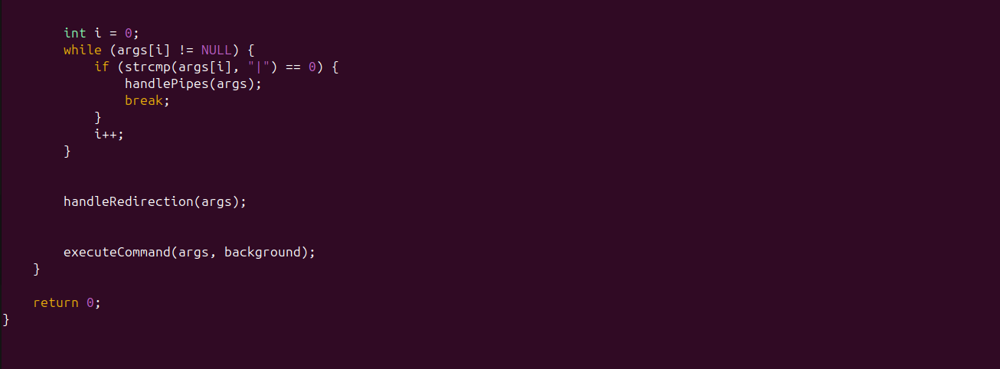 int i = 0;
        while (args[i] != NULL) {
            if (strcmp(args[i], "|") == 0) {
                handlePipes(args);
                break;
            }
            i++;
        }
        handleRedirection(args);
        executeCommand(args, background);
    }
    return 0;
}